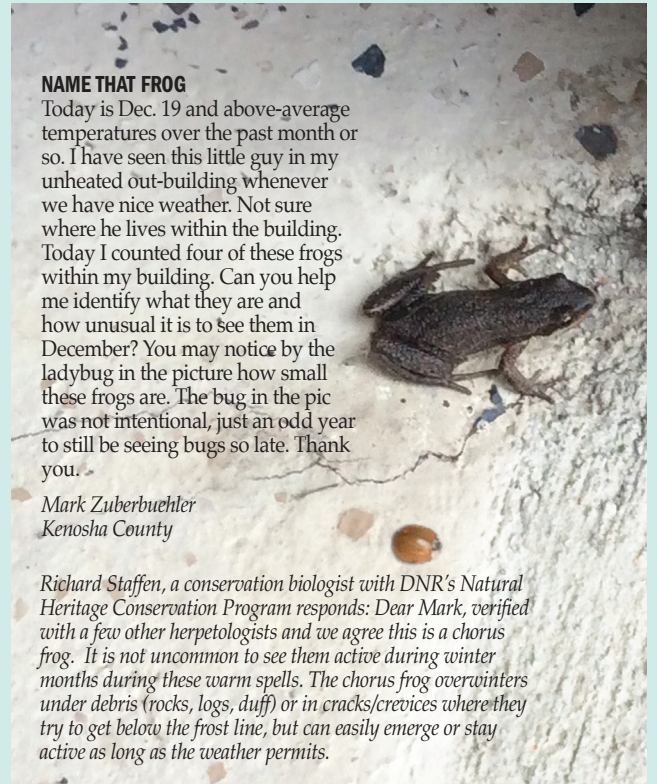 NAME THAT FROG
Today is Dec. 19 and above-average
temperatures over the past month or
so. I have seen this little guy in my
unheated out-building whenever
we have nice weather. Not sure
where he lives within the building.
Today I counted four of these frogs
within my building. Can you help
me identify what they are and
how unusual it is to see them in
December? You may notice by the
ladybug in the picture how small
these frogs are. The bug in the pic
was not intentional, just an odd year
to still be seeing bugs so late. Thank
you.
Mark Zuberbuehler
Kenosha County
Richard Staffen, a conservation biologist with DNR's Natural
Heritage Conservation Program responds: Dear Mark, verified
with a few other herpetologists and we agree this is a chorus
frog.  It is not uncommon to see them active during winter
months during these warm spells. The chorus frog overwinters
under debris (rocks, logs, duff) or in cracks/crevices where they
try to get below the frost line, but can easily emerge or stay
active as long as the weather permits.